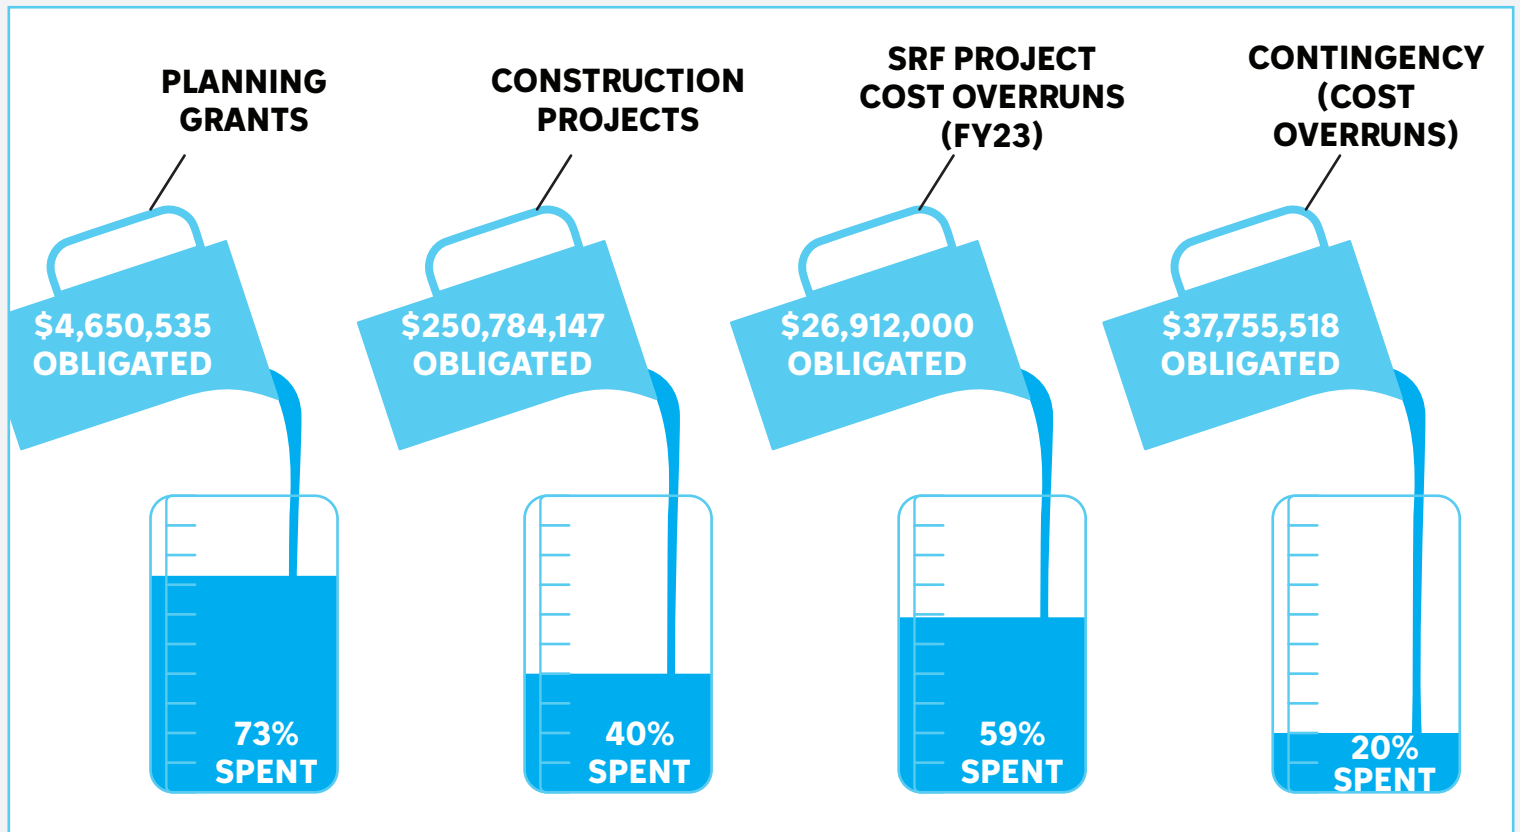 PLANNING
GRANTS
CONSTRUCTION
PROJECTS
SRF PROJECT
COST OVERRUNS
(FY23)
CONTINGENCY
(COST
OVERRUNS)
$4,650,535
OBLIGATED
$250,784,147
OBLIGATED
$26,912,000
OBLIGATED
$37,755,518
OBLIGATED
73%
SPENT
40%
SPENT
59%
SPENT
20%
SPENT